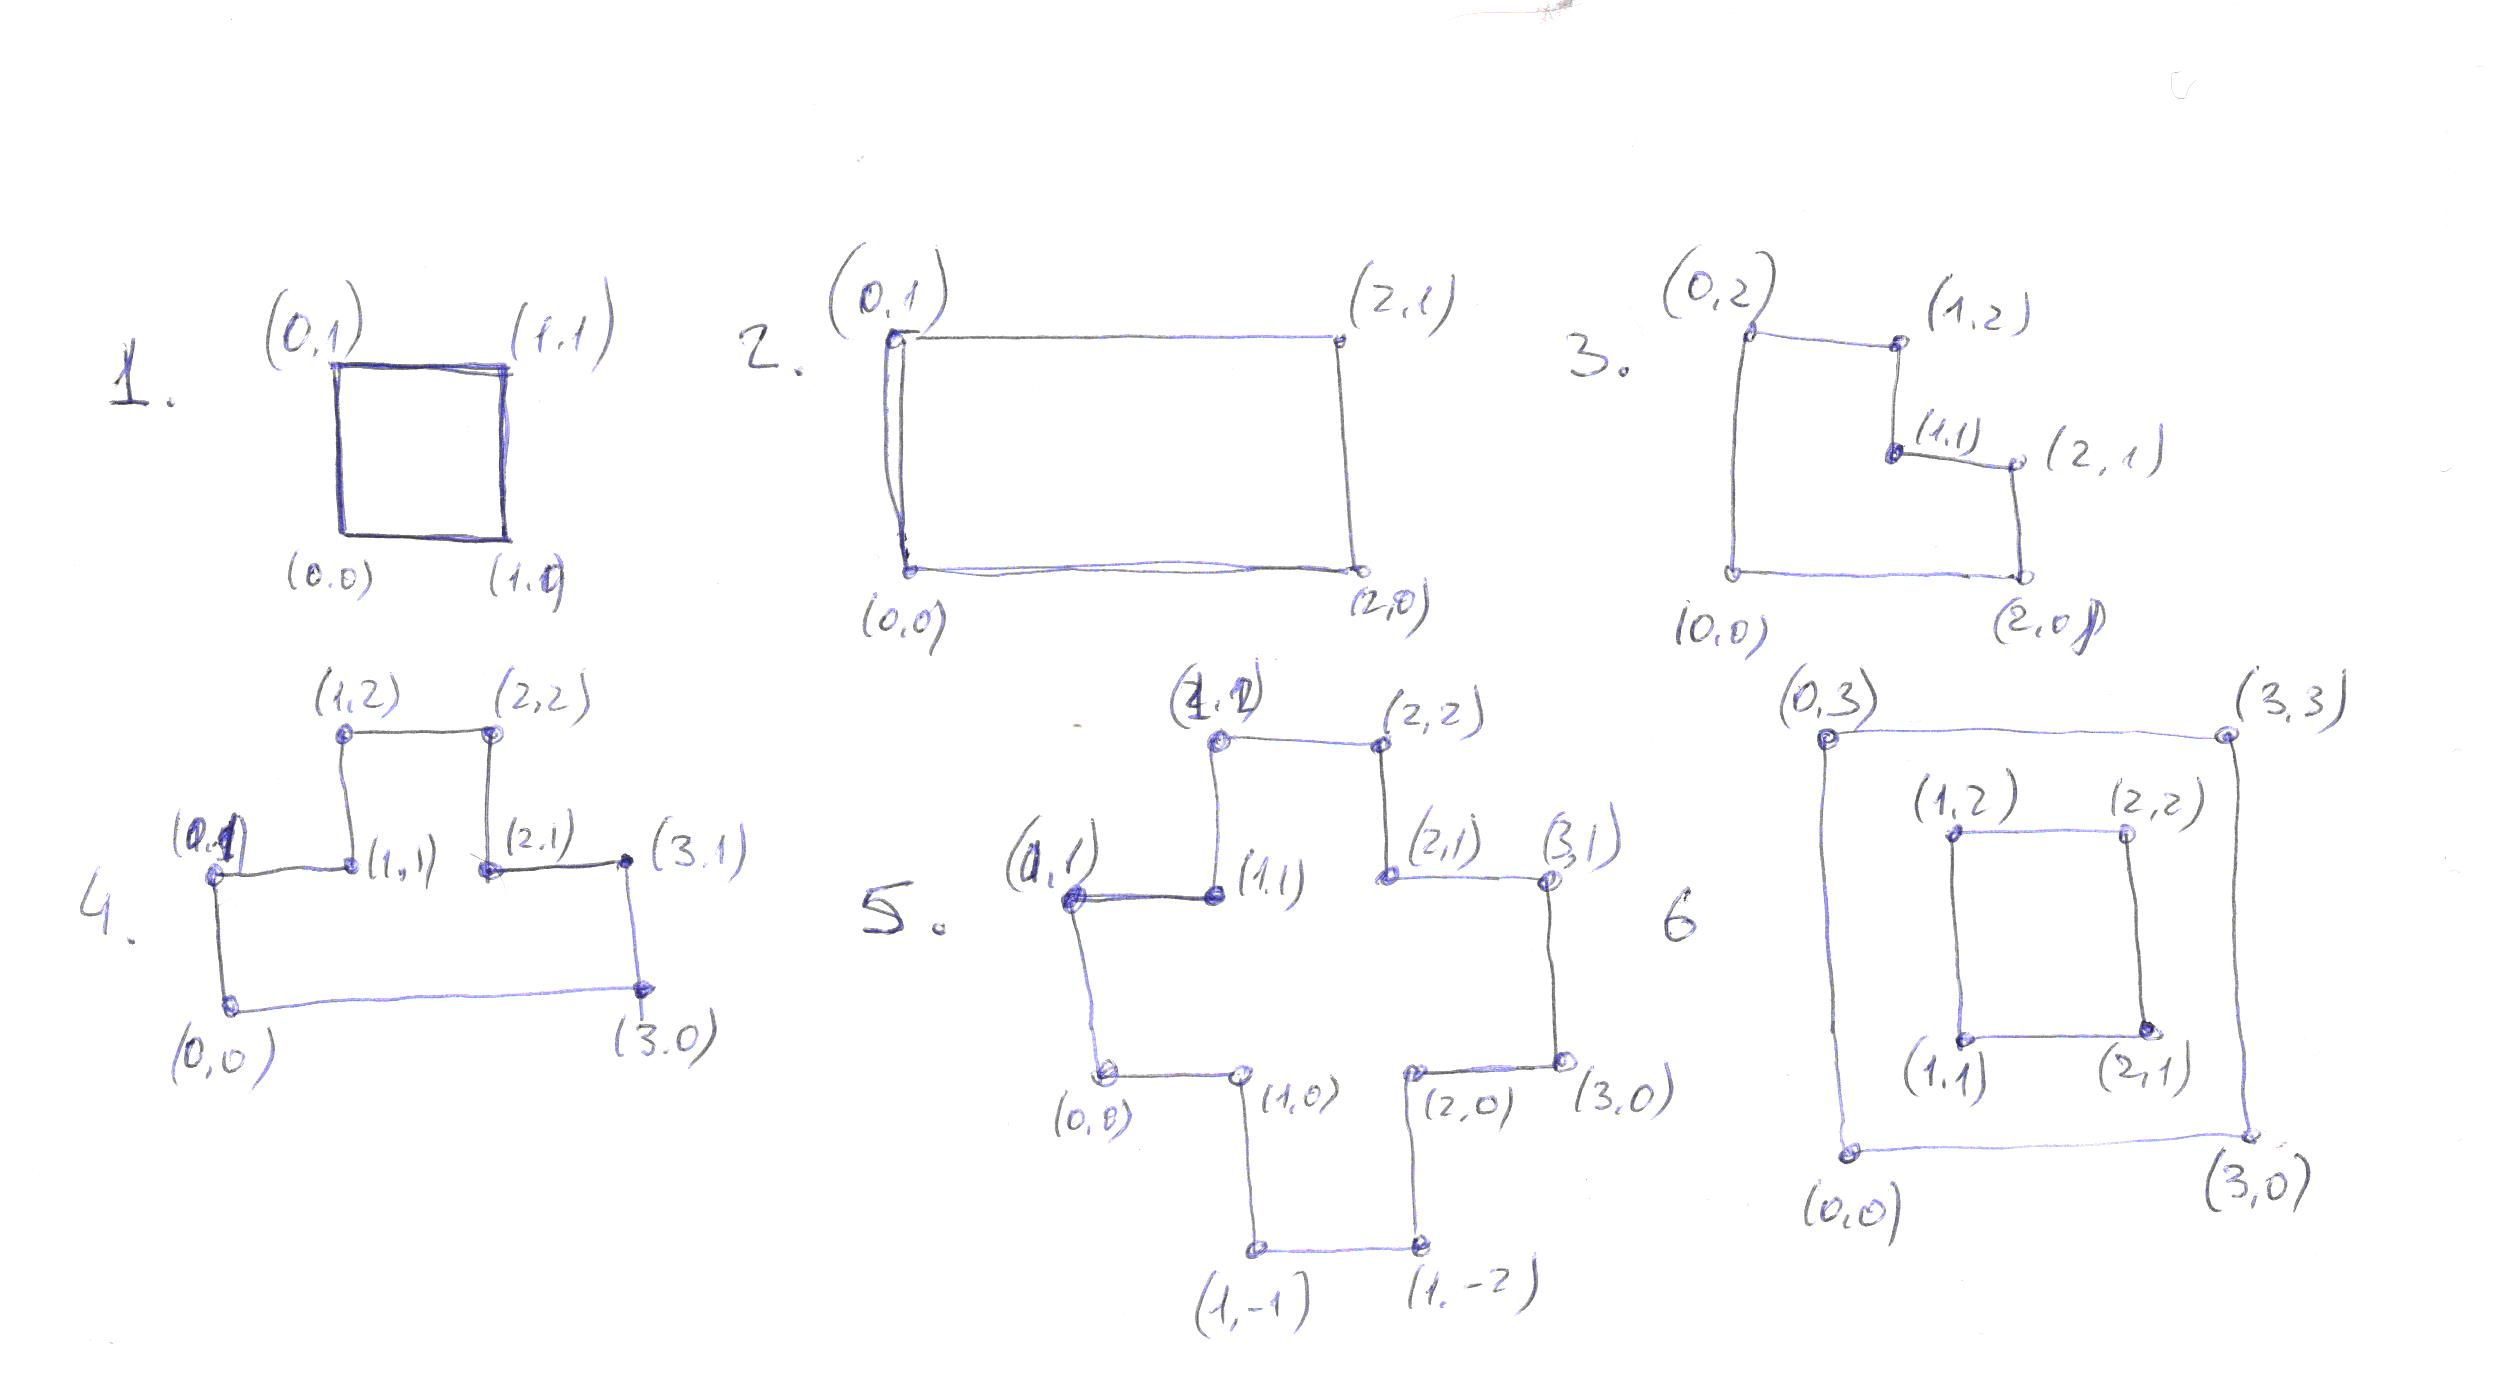 1. (0,1) (1,1)
(0,0) (1,0)
2. (0,1) (2,1)
(0,0) (2,0)
3. (0,2) (1,2)
(1,1) (2,1)
(0,0) (2,0)
4. (1,2) (2,2)
(0,1) (1,1) (2,1) (3,1)
(0,0) (3,0)
5. (2,2)
(0,1) (1,1) (2,1) (3,1)
(0,0) (1,0) (2,0) (3,0)
(1,-1) (1,-2)
6 (0,3) (3,3)
(1,2) (2,2)
(1,1) (2,1)
(0,0) (3,0)